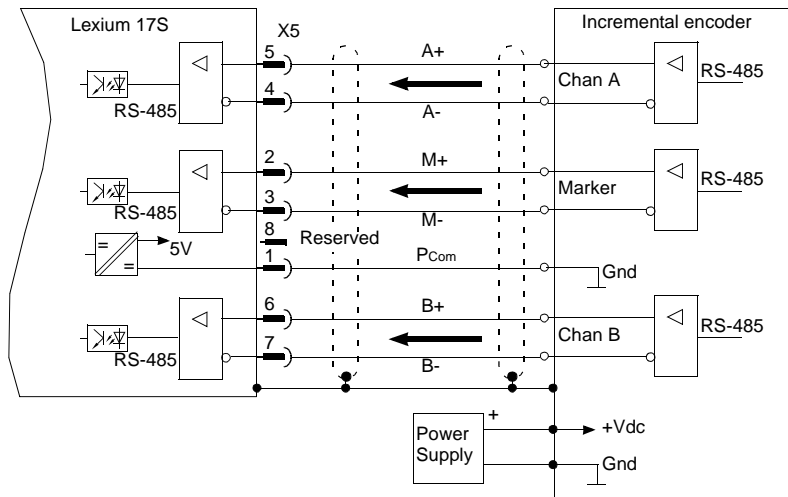 Lexium 17S
X5
Incremental encoder
5
A+
Chan A
RS-485
RS-485
4
A-
2
M+
Marker
RS-485
RS-485
3
M-
8
Reserved
5V
=
=
1
PCom
Gnd
6
B+
Chan B
RS-485
RS-485
7
B-
Power
Supply
+
+Vdc
Gnd